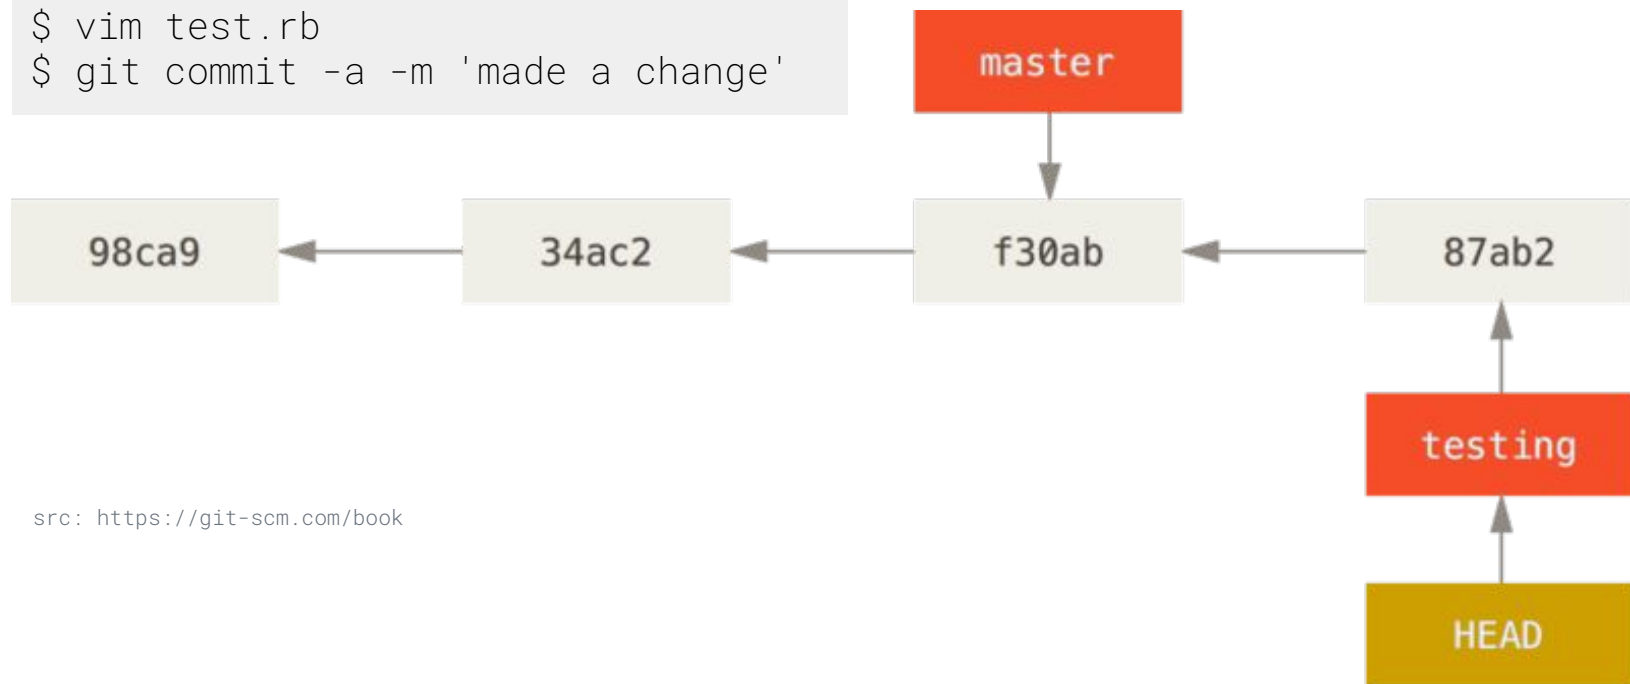 $ vim test.rb
$ git commit -a -m 'made a change'
master
98ca9
34ac2
f30ab
87ab2
testing
src: https://git-scm.com/book
HEAD